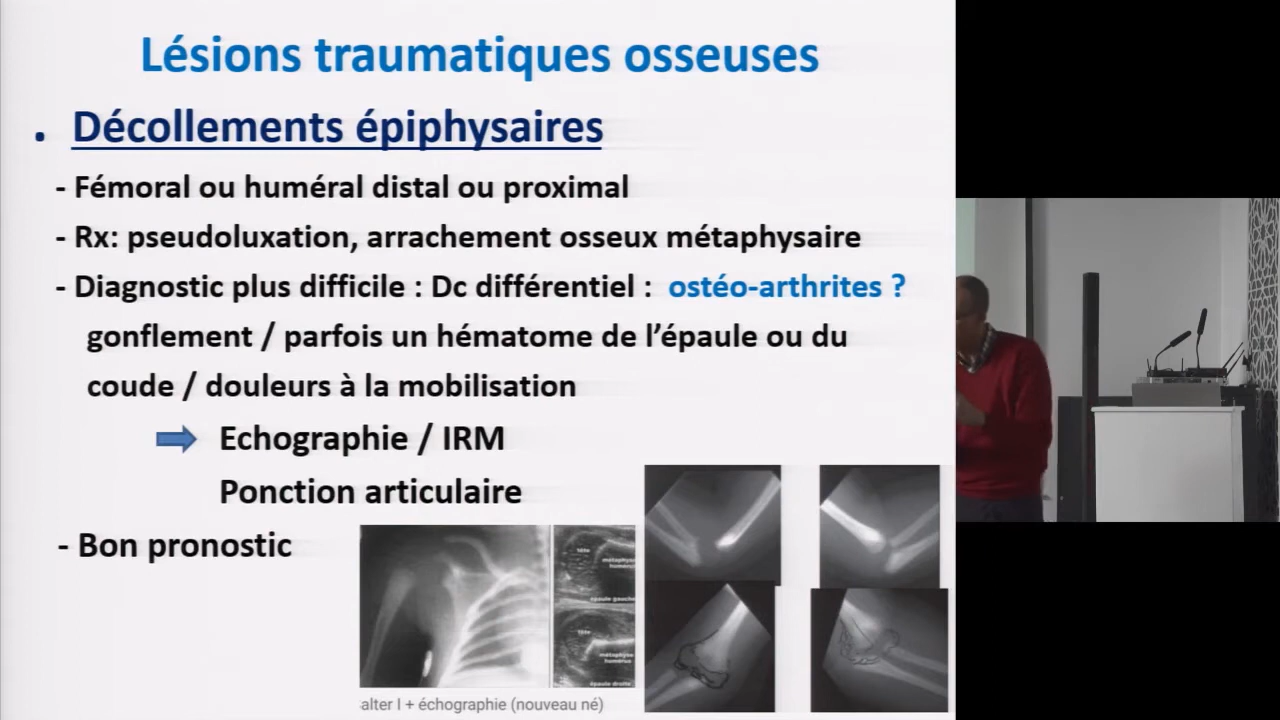 Lésions traumatiques osseuses
. Décollements épiphysaires
- Fémoral ou huméral distal ou proximal
- Rx: pseudoluxation, arrachement osseux métaphysaire
- Diagnostic plus difficile : Dc différentiel : ostéo-arthrites ?
gonflement / parfois un hématome de l’épaule ou du
coude / douleurs à la mobilisation
Echographie / IRM
Ponction articulaire
- Bon pronostic
tête
métaphyse
humérus
épaule gauche
tête
métaphyse
humérus
épaule droite
alter I + échographie (nouveau né)